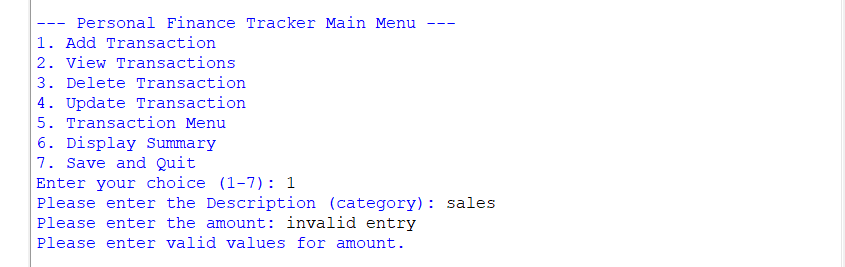 --- Personal Finance Tracker Main Menu ---
1. Add Transaction
2. View Transactions
3. Delete Transaction
4. Update Transaction
5. Transaction Menu
6. Display Summary
7. Save and Quit
Enter your choice (1-7): 1
Please enter the Description (category): sales
Please enter the amount: invalid entry
Please enter valid values for amount.